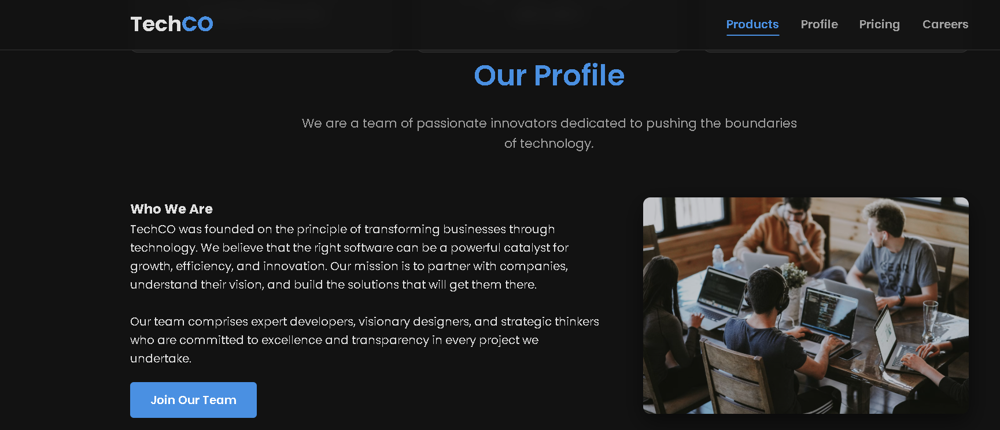 TechCO
Products Profile Pricing Careers
Our Profile
We are a team of passionate innovators dedicated to pushing the boundaries
of technology.
Who We Are
TechCO was founded on the principle of transforming businesses through
technology. We believe that the right software can be a powerful catalyst for
growth, efficiency, and innovation. Our mission is to partner with companies,
understand their vision, and build the solutions that will get them there.
Our team comprises expert developers, visionary designers, and strategic thinkers
who are committed to excellence and transparency in every project we
undertake.
Join Our Team